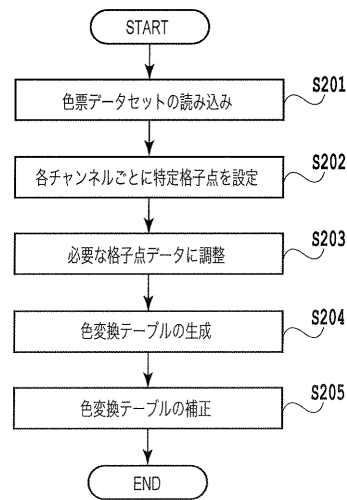 START
色票データセットの読み込み
S201
各チャンネルごとに特定格子点を設定
S202
必要な格子点データに調整
S203
色変換テーブルの生成
S204
色変換テーブルの補正
S205
END